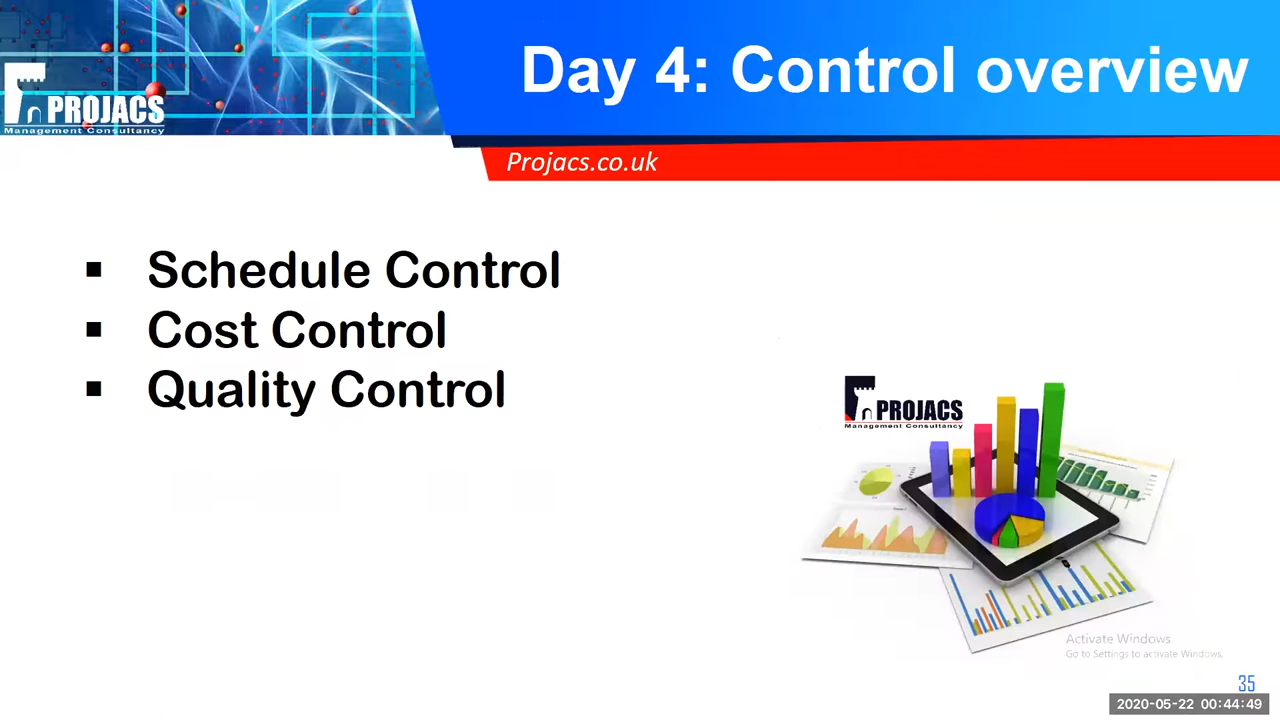 Day 4: Control overview
PROJACS
Management Consultancy
Projacs.co.uk
▪ Schedule Control
▪ Cost Control
▪ Quality Control
PROJACS
Management Consultancy
Activate Windows
Go to Settings to activate Windows.
35
2020-05-22 00:44:49